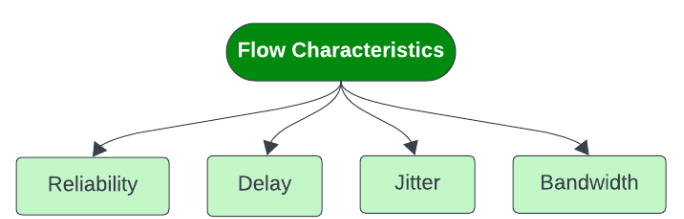 Flow Characteristics
Reliability
Delay
Jitter
Bandwidth